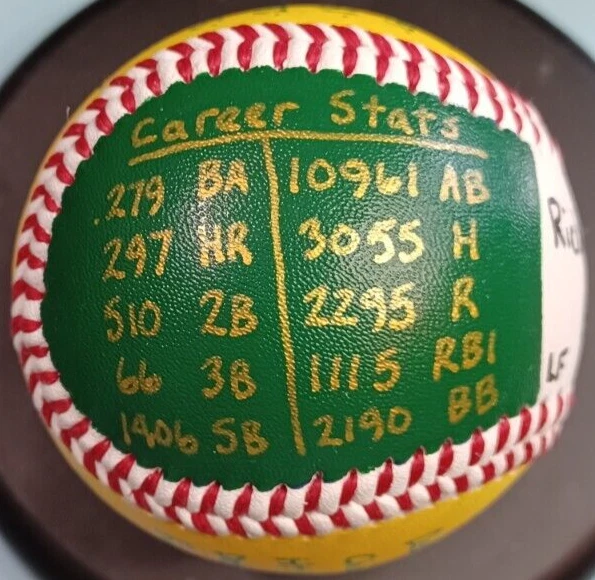 Career Stats
.279 BA 10961 AB
297 HR 3055 H
510 2B 2295 R
66 3B 1115 RBI
1406 SB 2190 BB
LF